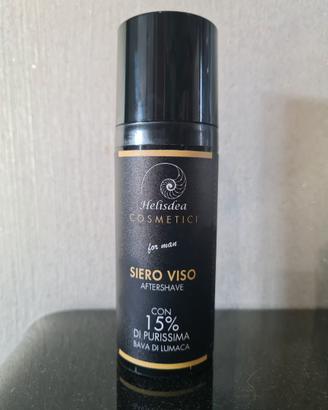 Helisdea
COSMETICI
for man
SIERO VISO
AFTERSHAVE
CON
15%
DI PURISSIMA
BAVA DI LUMACA